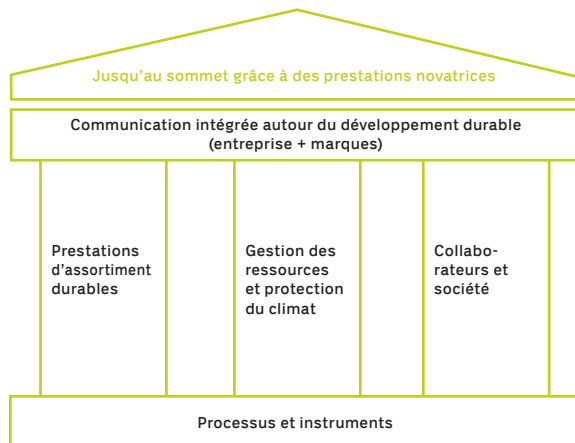 Jusqu'au sommet grâce à des prestations novatrices
Communication intégrée autour du développement durable
(entreprise + marques)
Prestations
d'assortiment
durables
Gestion des
ressources
et protection
du climat
Collabo-
rateurs et
société
Processus et instruments